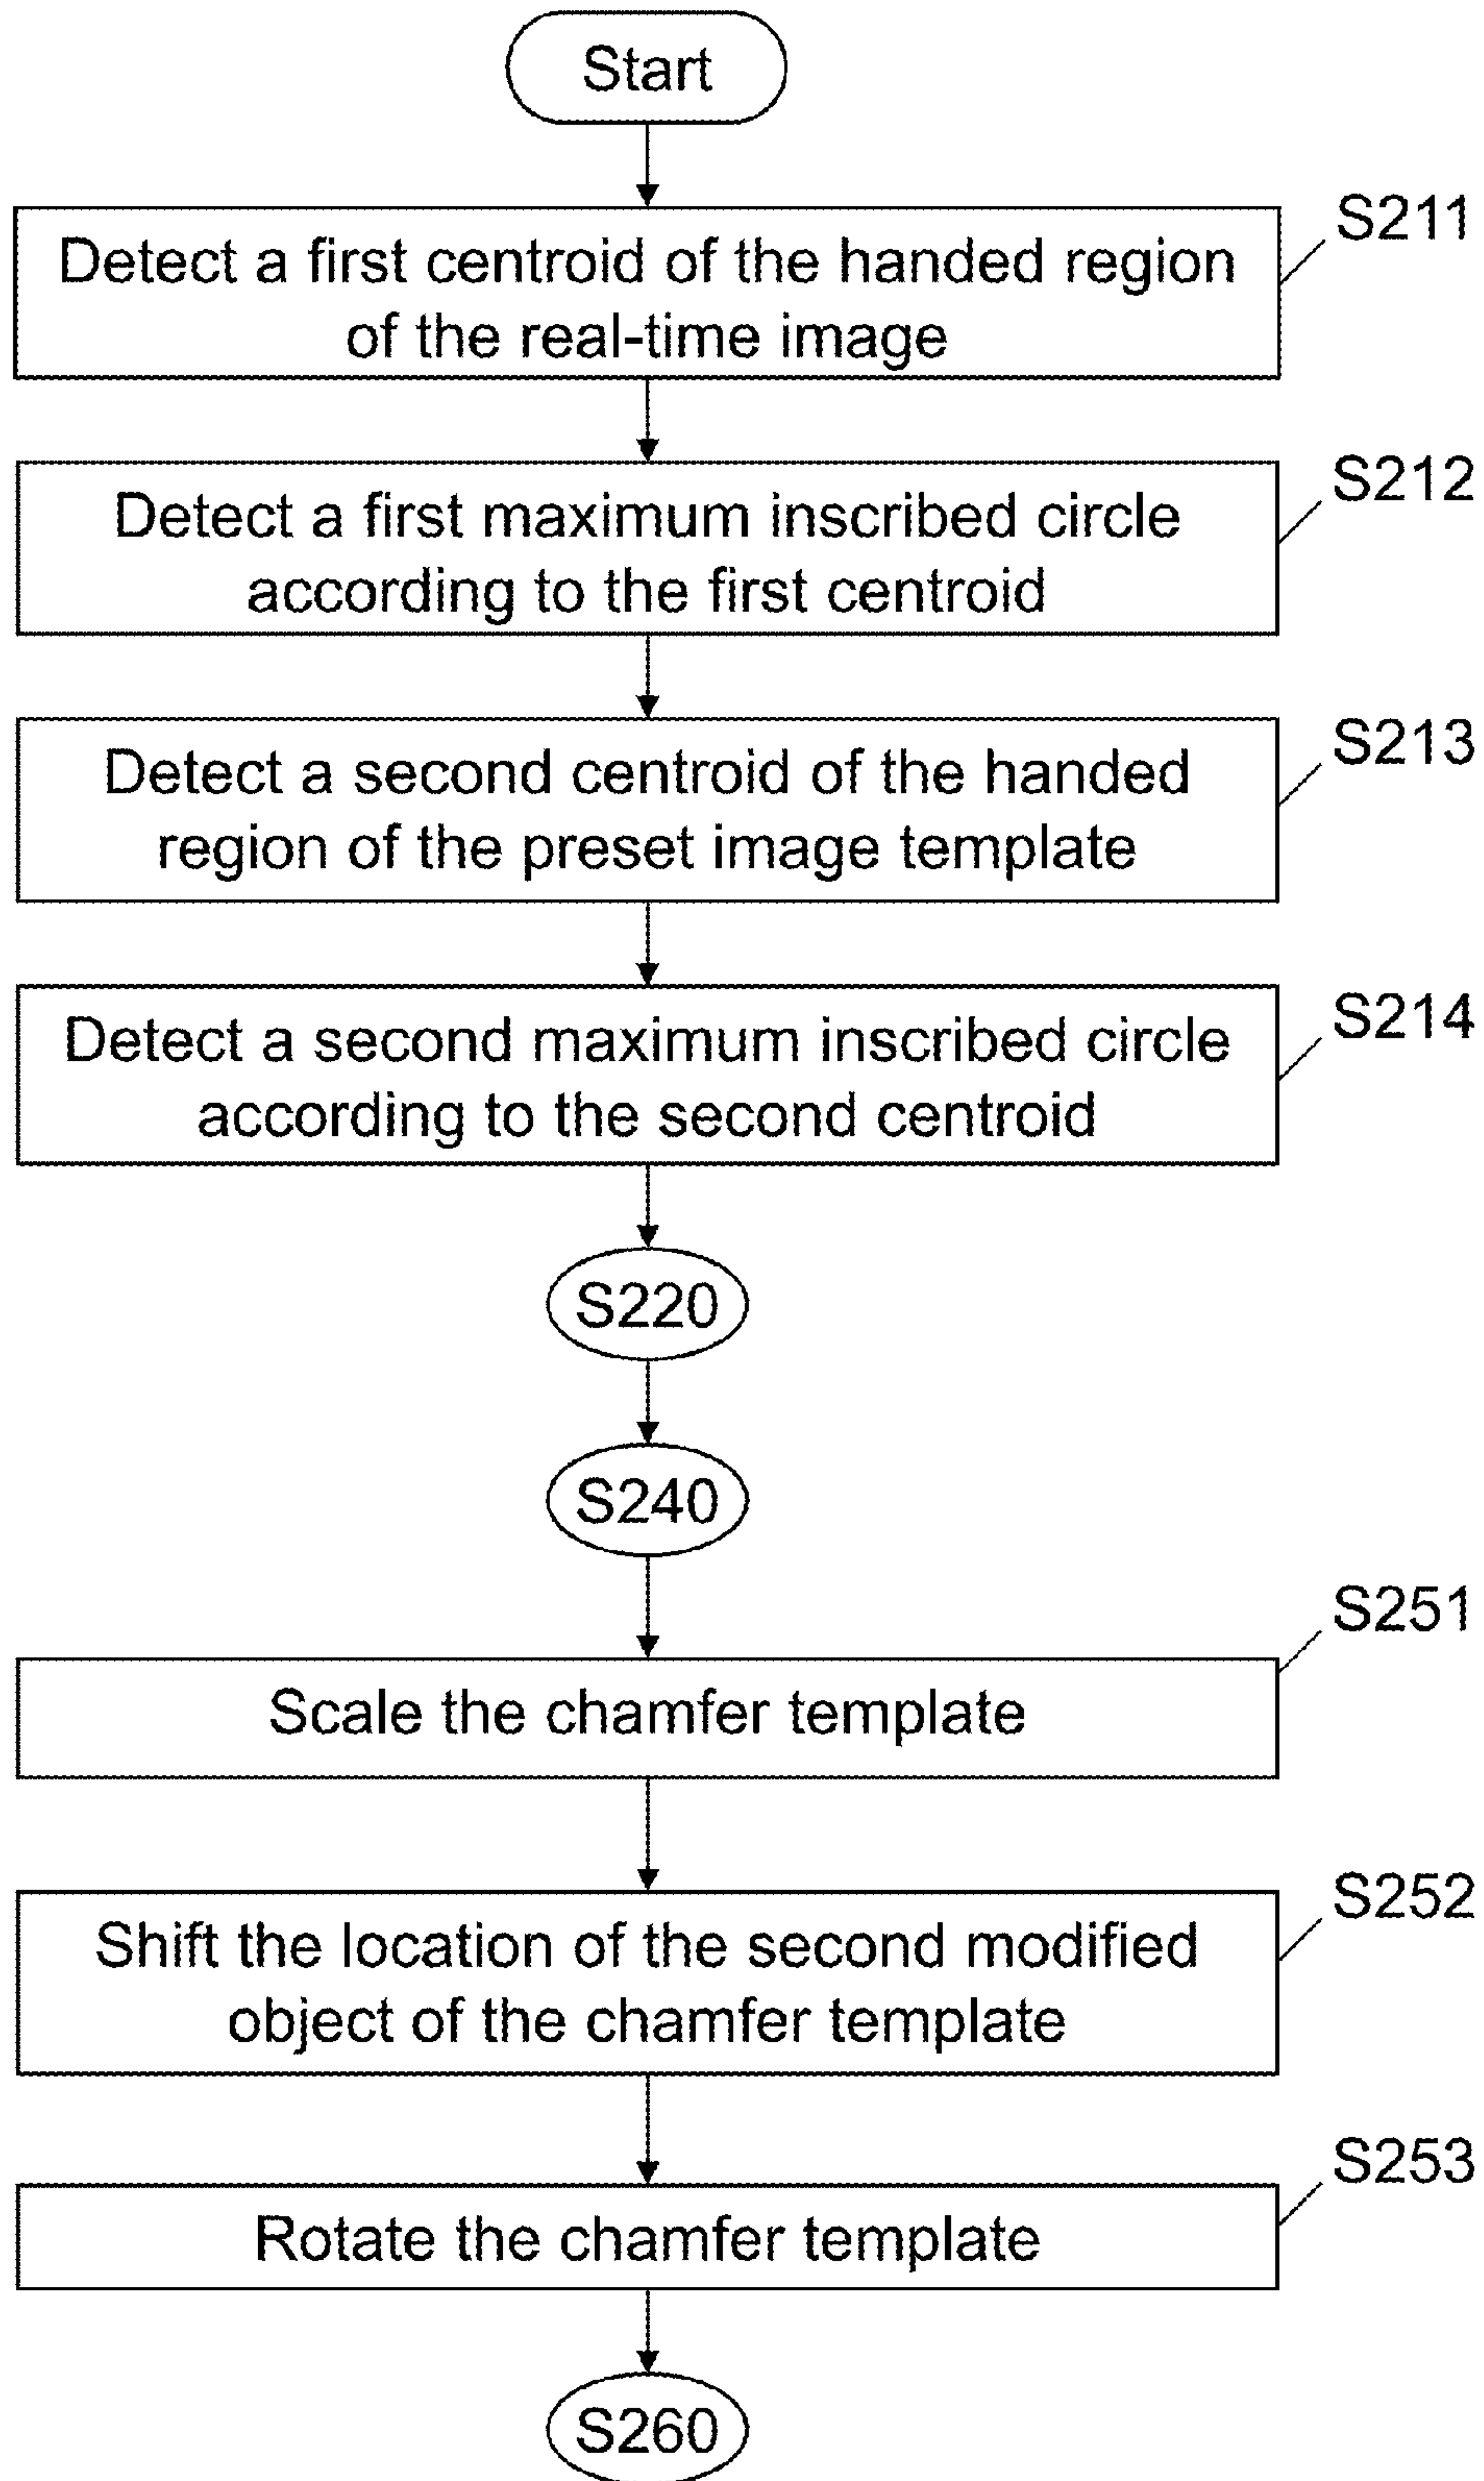 Start
S211
Detect a first centroid of the handed region
of the real-time image
S212
Detect a first maximum inscribed circle
according to the first centroid
S213
Detect a second centroid of the handed
region of the preset image template
S214
Detect a second maximum inscribed circle
according to the second centroid
S220
S240
S251
Scale the chamfer template
S252
Shift the location of the second modified
object of the chamfer template
S253
Rotate the chamfer template
S260